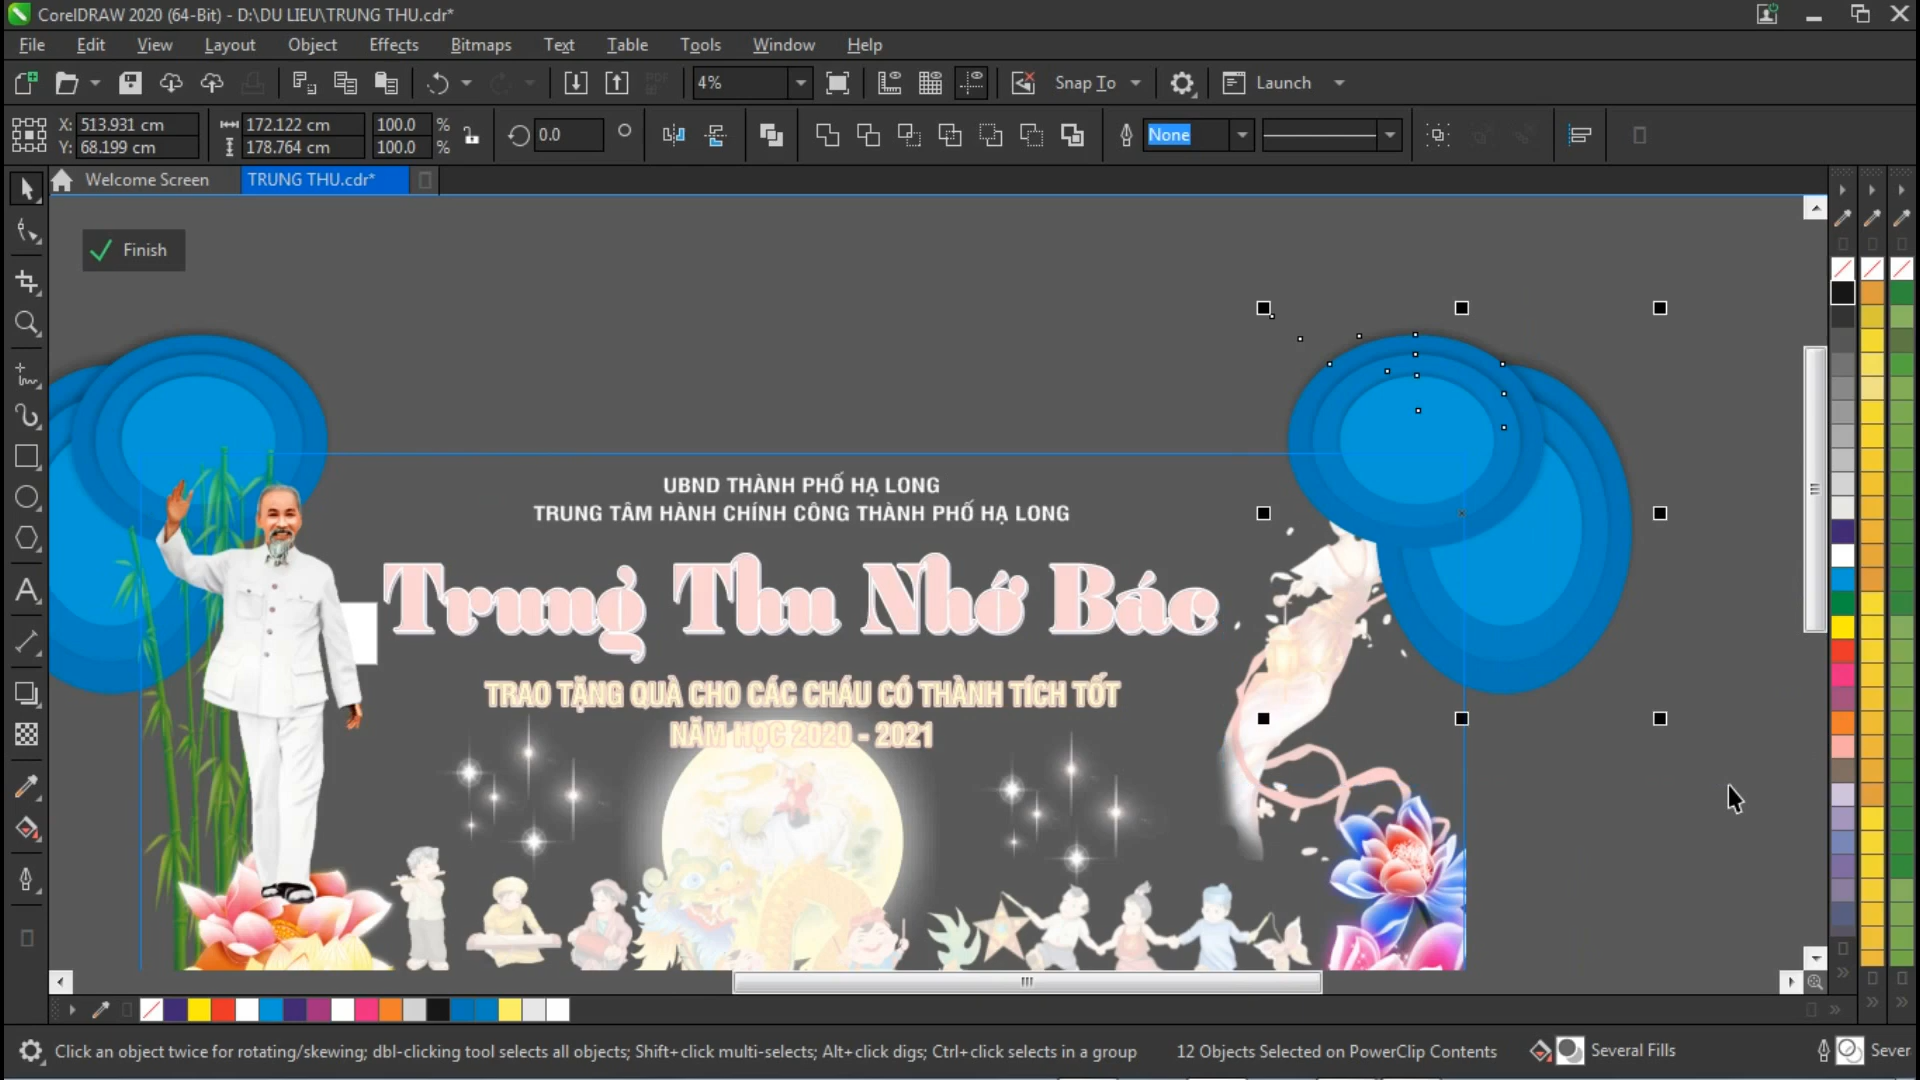 CorelDRAW 2020 (64-Bit) - D:\DU LIEU\TRUNG THU.cdr*
File Edit View Layout Object Effects Bitmaps Text Table Tools Window Help
4% Snap To Launch
X: 513.931 cm 172.122 cm 100.0 % 0.0 ° None
Y: 68.199 cm 178.764 cm 100.0 %
Welcome Screen TRUNG THU.cdr*
Finish
UBND THÀNH PHỐ HẠ LONG
TRUNG TÂM HÀNH CHÍNH CÔNG THÀNH PHỐ HẠ LONG
Trung Thu Nhớ Bác
TRAO TẶNG QUÀ CHO CÁC CHÁU CÓ THÀNH TÍCH TỐT
NĂM HỌC 2020 - 2021
Click an object twice for rotating/skewing; dbl-clicking tool selects all objects; Shift+click multi-selects; Alt+click digs; Ctrl+click selects in a group 12 Objects Selected on PowerClip Contents Several Fills Sever